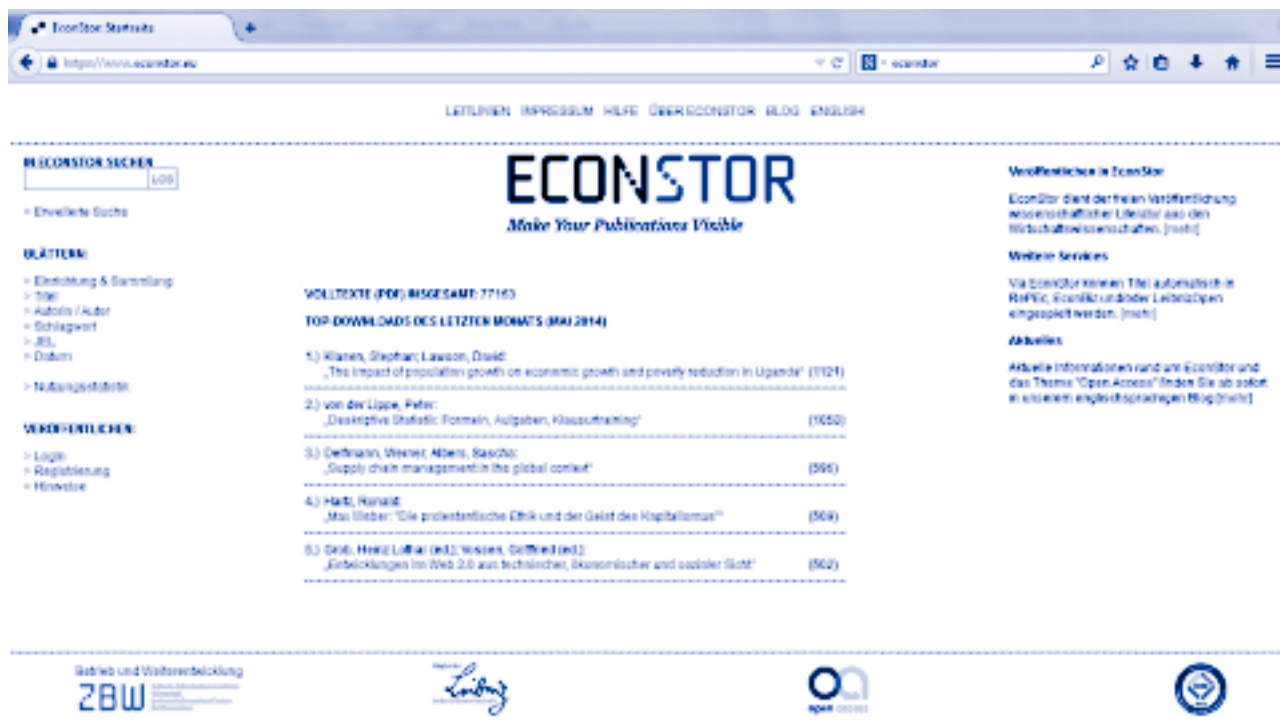 EconStor: Startseite
https://www.econstor.eu
econstor
LEITLINIEN IMPRESSUM HILFE ÜBER ECONSTOR BLOG ENGLISH
IN ECONSTOR SUCHEN
LOS
» Erweiterte Suche
BLÄTTERN:
> Einrichtung & Sammlung
> Titel
> AutorIn / Autor
> Schlagwort
> JEL
> Datum
> Nutzungsstatistik
VERÖFFENTLICHEN:
> Login
> Registrierung
> Hinweise
ECONSTOR
Make Your Publications Visible
VOLLTEXTE (PDF) INSGESAMT: 77163
TOP-DOWNLOADS DES LETZTEN MONATS (MAI 2014)
1.) Klasen, Stephan; Lawson, David:
„The impact of population growth on economic growth and poverty reduction in Uganda“ (1121)
2.) von der Lippe, Peter:
„Deskriptive Statistik: Formeln, Aufgaben, Klausurtraining“ (1050)
3.) Delfmann, Werner; Albers, Sascha:
„Supply chain management in the global context“
4.) Hartz, Ronald:
„Max Weber: "Die protestantische Ethik und der Geist des Kapitalismus"“
5.) Grob, Heinz Lothar (ed.); Vossen, Gottfried (ed.):
„Entwicklungen im Web 2.0 aus technischer, ökonomischer und sozialer Sicht“ (502)
Veröffentlichen in EconStor
EconStor dient der freien Veröffentlichung
wissenschaftlicher Literatur aus den
Wirtschaftswissenschaften. [mehr]
Weitere Services
Via EconStor können Titel automatisch in
RePEc, EconBiz und/oder LeibnizOpen
eingespielt werden. [mehr]
Aktuelles
Aktuelle Informationen rund um EconStor und
das Thema "Open Access" finden Sie ab sofort
in unserem englischsprachigen Blog [mehr]
Betrieb und Weiterentwicklung
ZBW
Leibniz
open access